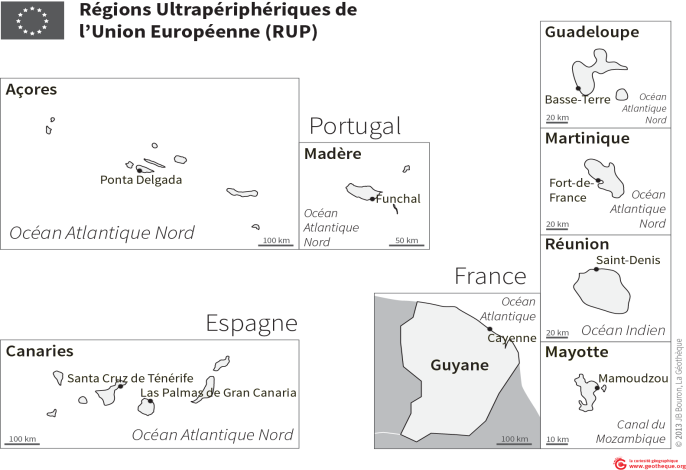 Régions Ultrapériphériques de
l'Union Européenne (RUP)
Açores
Ponta Delgada
Océan Atlantique Nord
100 km
Portugal
Madère
Funchal
Océan
Atlantique
Nord
50 km
Guadeloupe
Basse-Terre
Océan
Atlantique
Nord
20 km
Martinique
Fort-de-
France
Océan
Atlantique
Nord
20 km
Réunion
Saint-Denis
20 km
Océan Indien
Mayotte
Mamoudzou
Canal du
Mozambique
10 km
France
Océan
Atlantique
Cayenne
Guyane
100 km
Espagne
Canaries
Santa Cruz de Ténérife
Las Palmas de Gran Canaria
Océan Atlantique Nord
100 km
© 2013 JB Bouron, La Géothèque
la curiosité géographique
www.geotheque.org